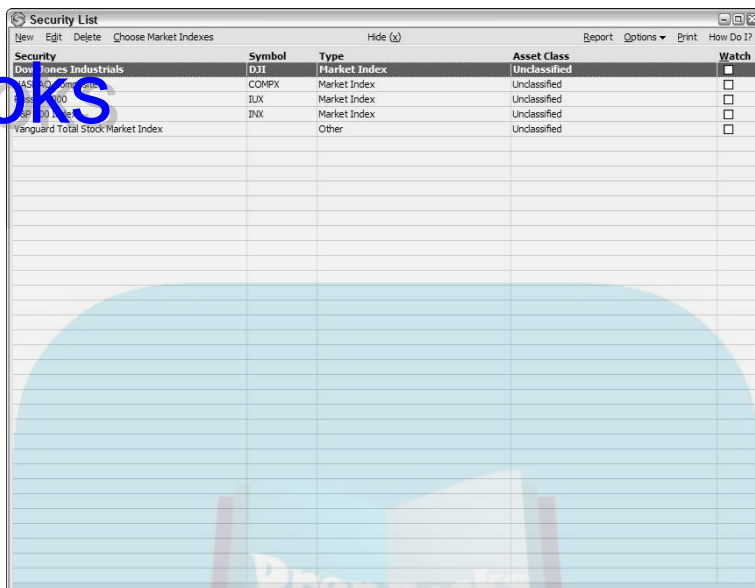 Security List
New Edit Delete Choose Market Indexes Hide (x) Report Options Print How Do I?
Security Symbol Type Asset Class Watch
Dow Jones Industrials DJI Market Index Unclassified
COMPX Market Index Unclassified
IUX Market Index Unclassified
INX Market Index Unclassified
Vanguard Total Stock Market Index Other Unclassified
oks